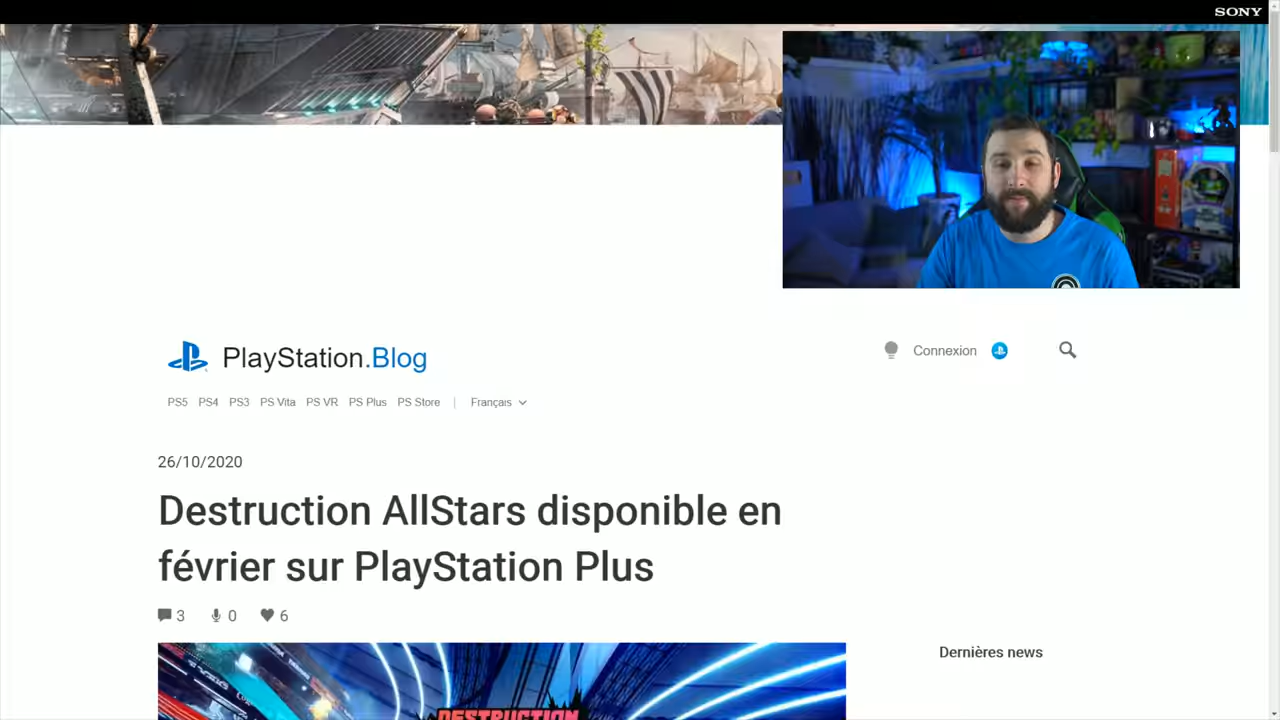 SONY
PlayStation.Blog
Connexion
PS5 PS4 PS3 PS Vita PS VR PS Plus PS Store | Français
26/10/2020
Destruction AllStars disponible en
février sur PlayStation Plus
3 0 6
Dernières news
DESTRUCTION